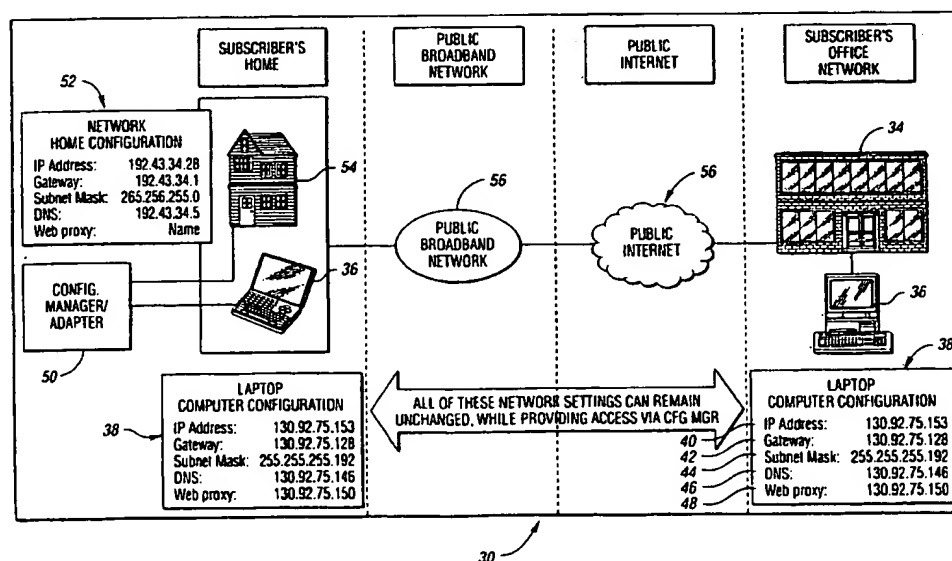 SUBSCRIBER'S
HOME
PUBLIC
BROADBAND
NETWORK
PUBLIC
INTERNET
SUBSCRIBER'S
OFFICE
NETWORK
52
NETWORK
HOME CONFIGURATION
IP Address: 192.43.34.28
Gateway: 192.43.34.1
Subnet Mask: 265.256.255.0
DNS: 192.43.34.5
Web proxy: Name
54
34
56
PUBLIC
BROADBAND
NETWORK
56
PUBLIC
INTERNET
36
36
CONFIG.
MANAGER/
ADAPTER
50
38
LAPTOP
COMPUTER CONFIGURATION
IP Address: 130.92.75.153
Gateway: 130.92.75.128
Subnet Mask: 255.255.255.192
DNS: 130.92.75.146
Web proxy: 130.92.75.150
ALL OF THESE NETWORK SETTINGS CAN REMAIN
UNCHANGED, WHILE PROVIDING ACCESS VIA CFG MGR
38
LAPTOP
COMPUTER CONFIGURATION
40 IP Address: 130.92.75.153
42 Gateway: 130.92.75.128
44 Subnet Mask: 255.255.255.192
46 DNS: 130.92.75.146
48 Web proxy: 130.92.75.150
30